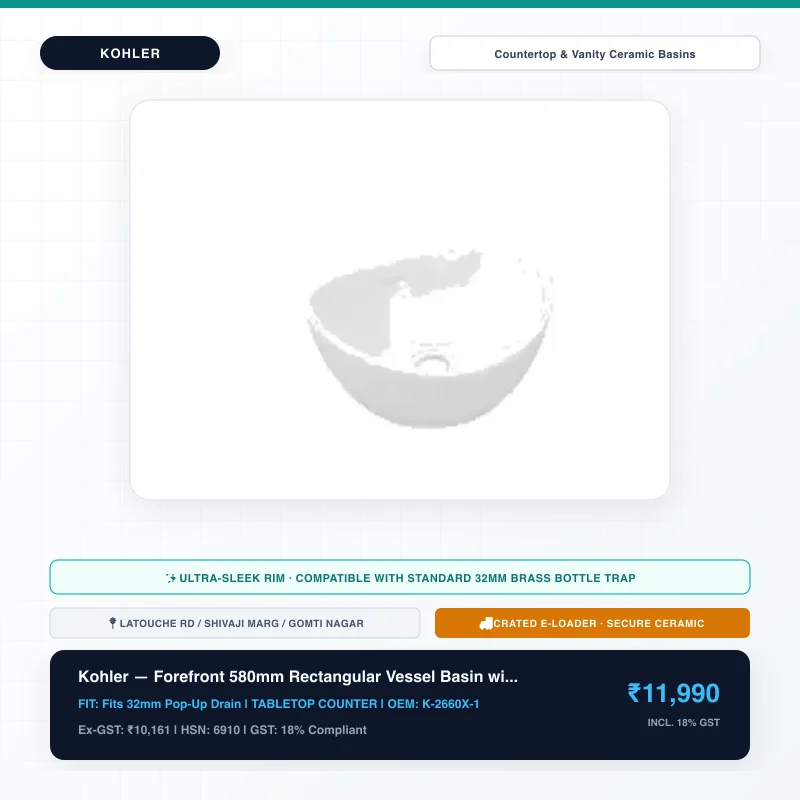 KOHLER
Countertop & Vanity Ceramic Basins
ULTRA-SLEEK RIM · COMPATIBLE WITH STANDARD 32MM BRASS BOTTLE TRAP
LATOUCHE RD / SHIVAJI MARG / GOMTI NAGAR
CRATED E-LOADER · SECURE CERAMIC
Kohler — Forefront 580mm Rectangular Vessel Basin wi...
FIT: Fits 32mm Pop-Up Drain | TABLETOP COUNTER | OEM: K-2660X-1
₹11,990
Ex-GST: ₹10,161 | HSN: 6910 | GST: 18% Compliant
INCL. 18% GST